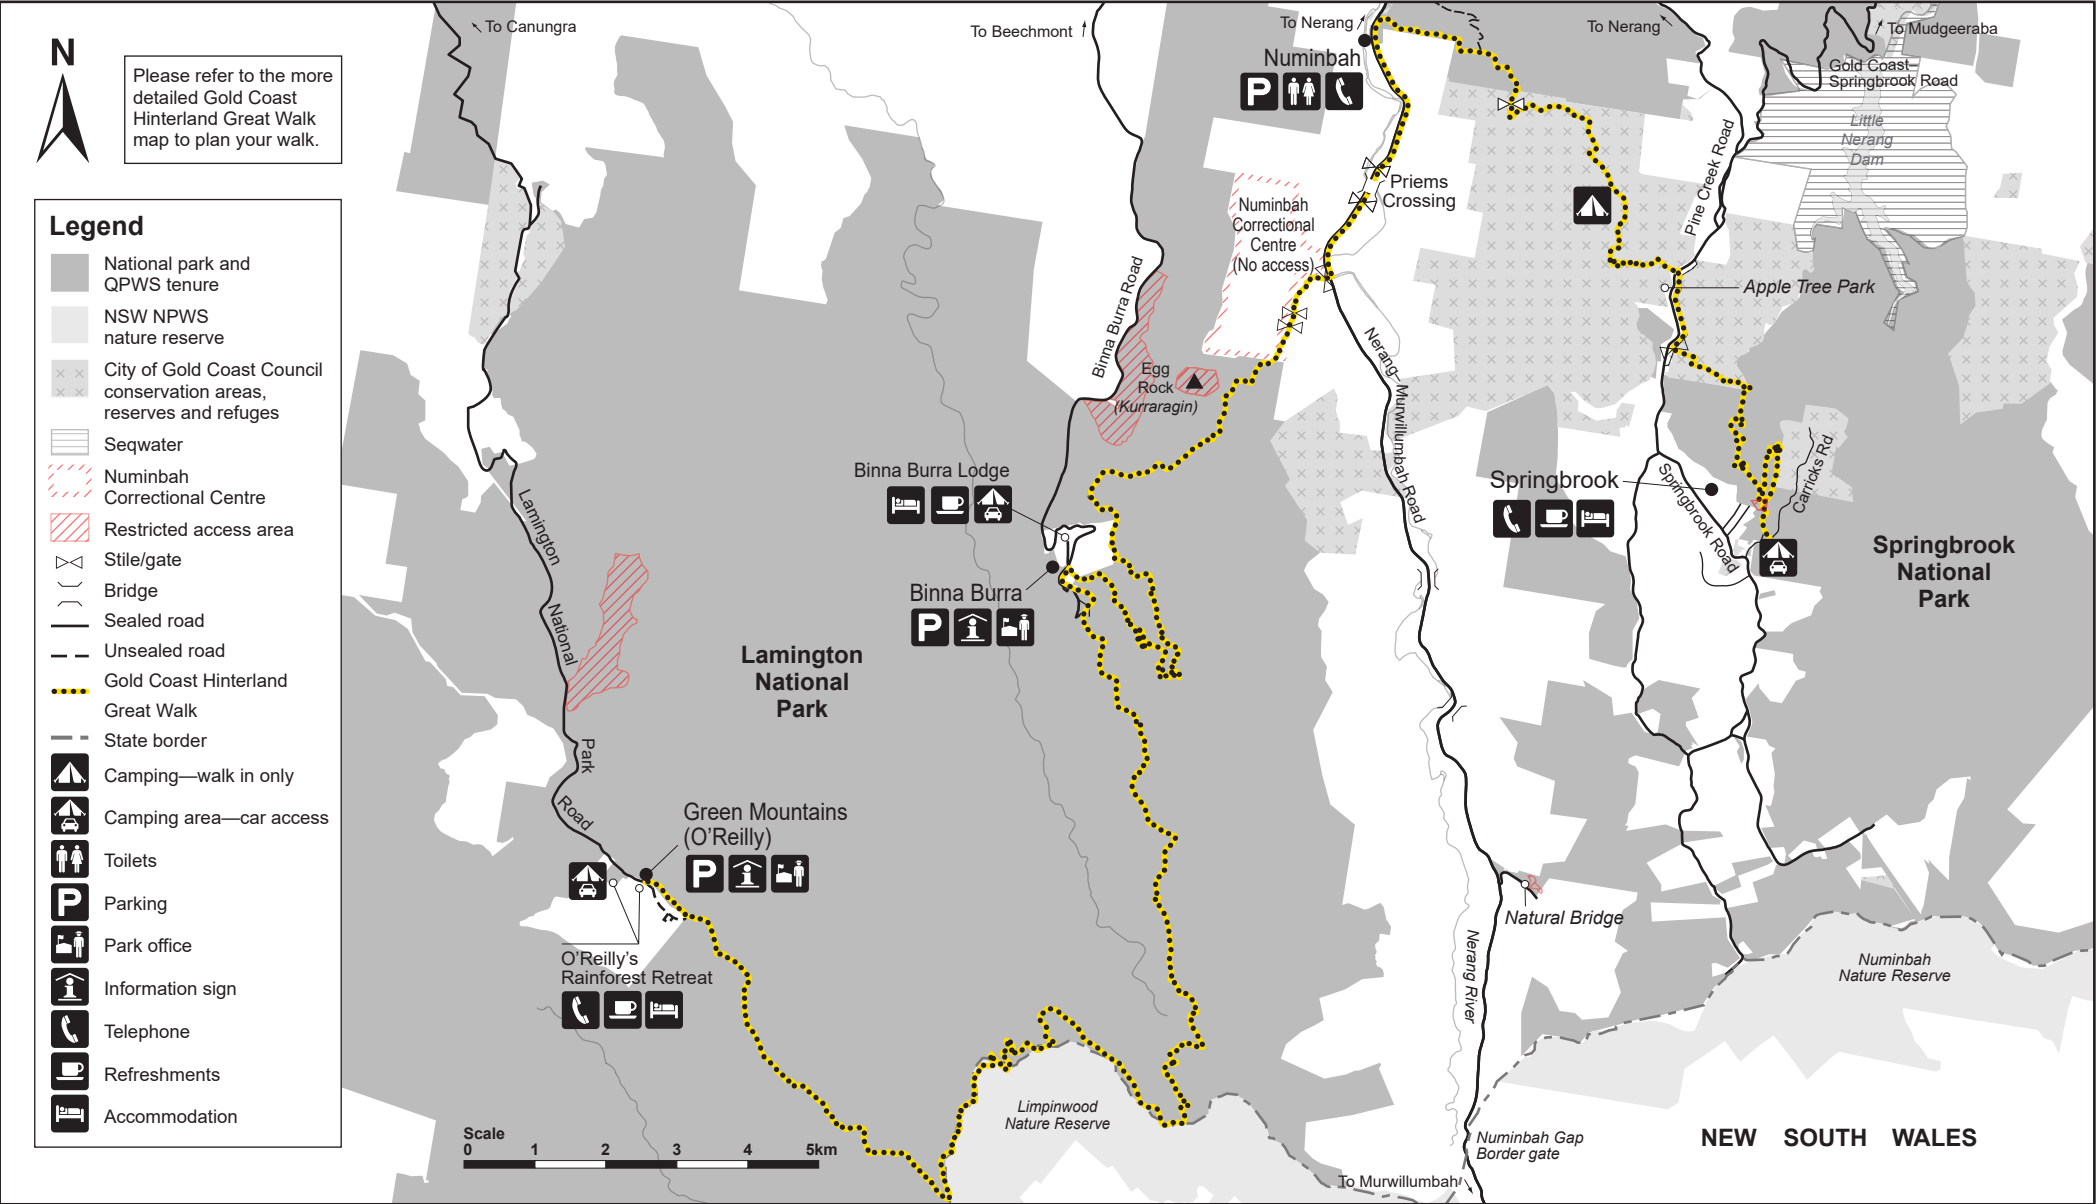 N
Please refer to the more
detailed Gold Coast
Hinterland Great Walk
map to plan your walk.
Legend
National park and
QPWS tenure
NSW NPWS
nature reserve
City of Gold Coast Council
conservation areas,
reserves and refuges
Seqwater
Numinbah
Correctional Centre
Restricted access area
Stile/gate
Bridge
Sealed road
Unsealed road
Gold Coast Hinterland
Great Walk
State border
Camping—walk in only
Camping area—car access
Toilets
P
Parking
Park office
Information sign
Telephone
Refreshments
Accommodation
To Canungra
To Beechmont
To Nerang
Numinbah
P
To Nerang
To Mudgeeraba
Gold Coast–
Springbrook Road
Little
Nerang
Dam
Pine Creek Road
Priems
Crossing
Numinbah
Correctional
Centre
(No access)
Binna Burra Road
Apple Tree Park
Egg
Rock
(Kurraragin)
Nerang–
Murwillumbah Road
Binna Burra Lodge
Springbrook
Springbrook Road
Carricks Rd
Springbrook
National
Park
Binna Burra
P
Lamington
National
Park
Road
Lamington
National
Park
Green Mountains
(O'Reilly)
P
O'Reilly's
Rainforest Retreat
Natural Bridge
Nerang River
Numinbah
Nature Reserve
Limpinwood
Nature Reserve
Numinbah Gap
Border gate
NEW SOUTH WALES
To Murwillumbah
Scale
0 1 2 3 4 5km